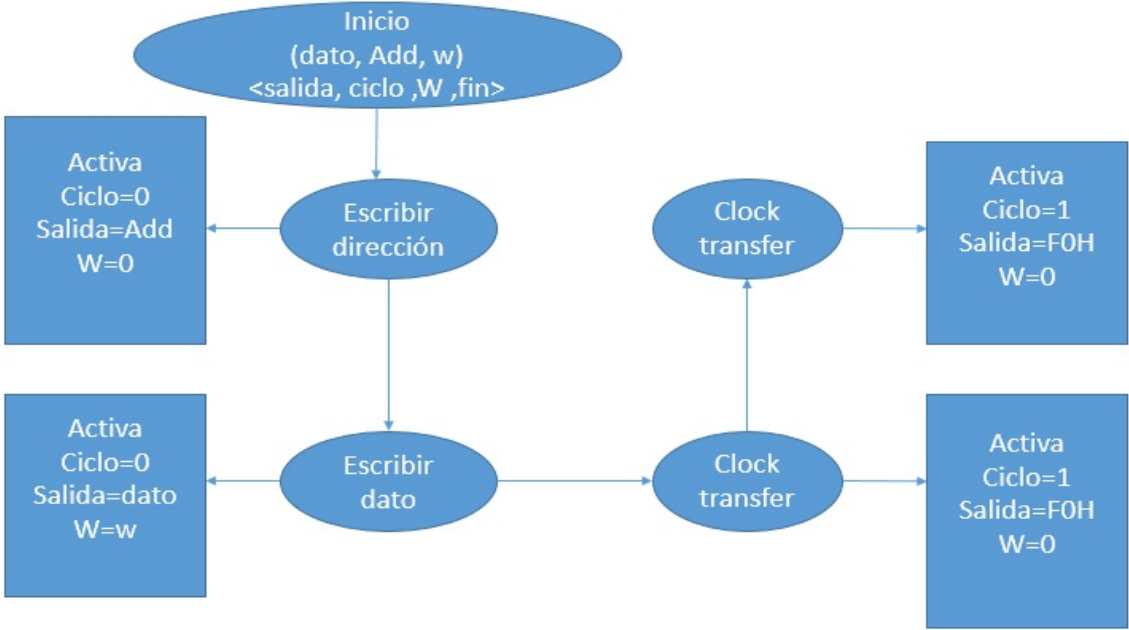 Inicio
(dato, Add, w)
<salida, ciclo ,W ,fin>
Activa
Ciclo=0
Salida=Add
W=0
Escribir
dirección
Clock
transfer
Activa
Ciclo=1
Salida=F0H
W=0
Activa
Ciclo=0
Salida=dato
W=w
Escribir
dato
Clock
transfer
Activa
Ciclo=1
Salida=F0H
W=0